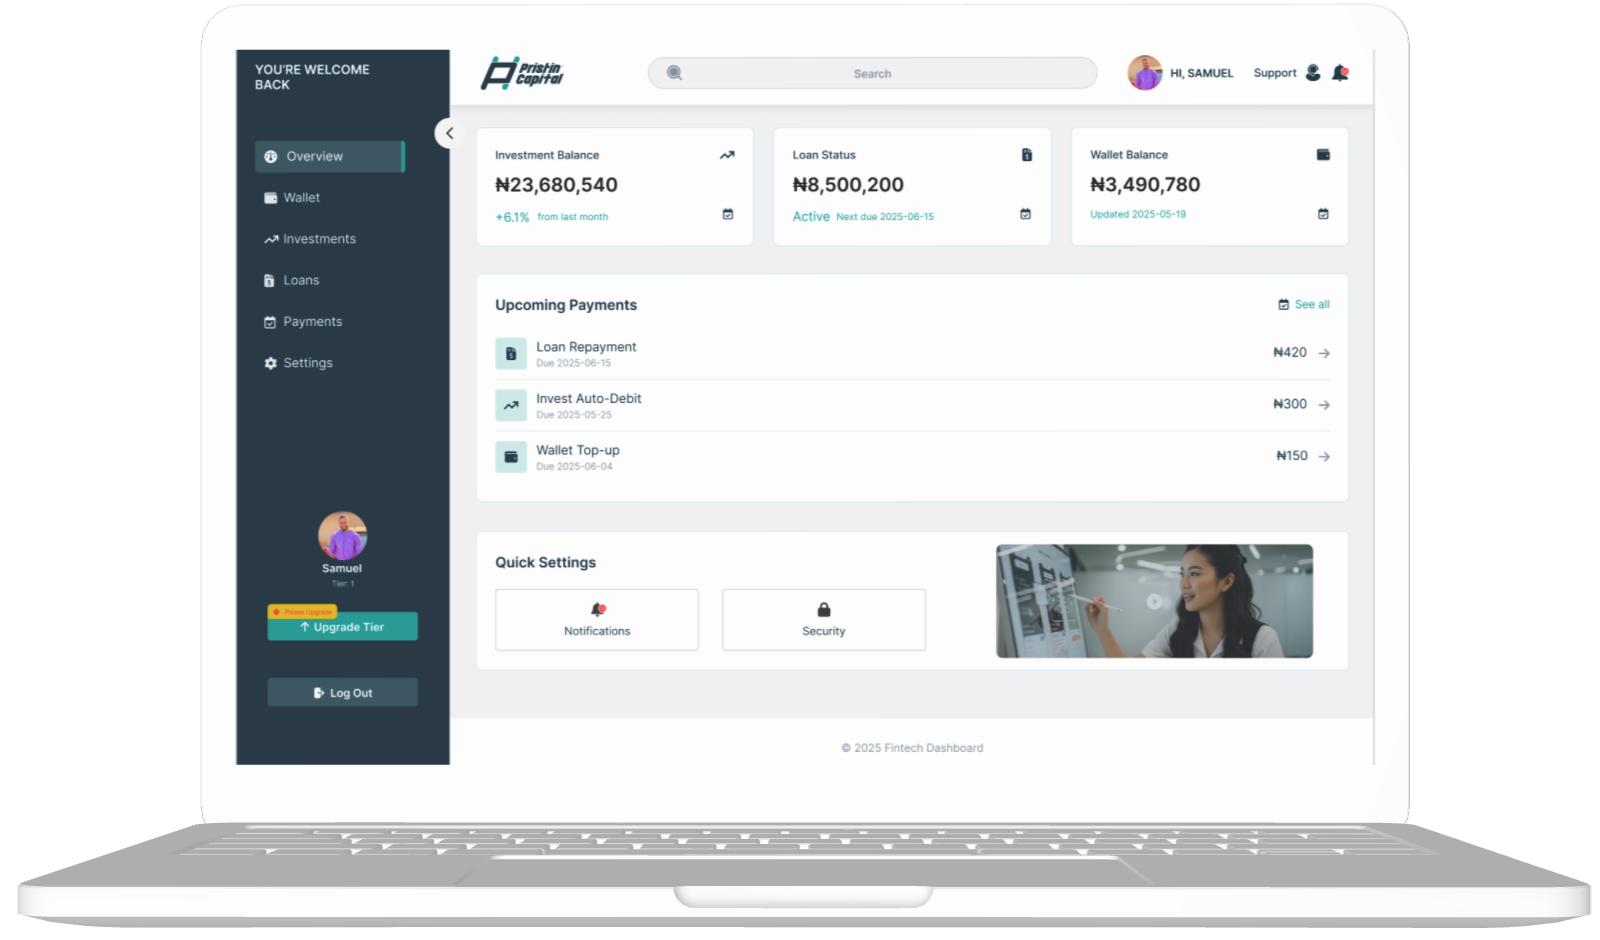 YOU'RE WELCOME
BACK
Overview
Wallet
Investments
Loans
Payments
Settings
Samuel
Tier: 1
Please Upgrade
Upgrade Tier
Log Out
Pristin
Capital
Search
HI, SAMUEL
Support
Investment Balance
₦23,680,540
+6.1% from last month
Loan Status
₦8,500,200
Active Next due 2025-06-15
Wallet Balance
₦3,490,780
Updated 2025-05-19
Upcoming Payments
See all
Loan Repayment
Due 2025-06-15
₦420
Invest Auto-Debit
Due 2025-05-25
₦300
Wallet Top-up
Due 2025-06-04
₦150
Quick Settings
Notifications
Security
© 2025 Fintech Dashboard